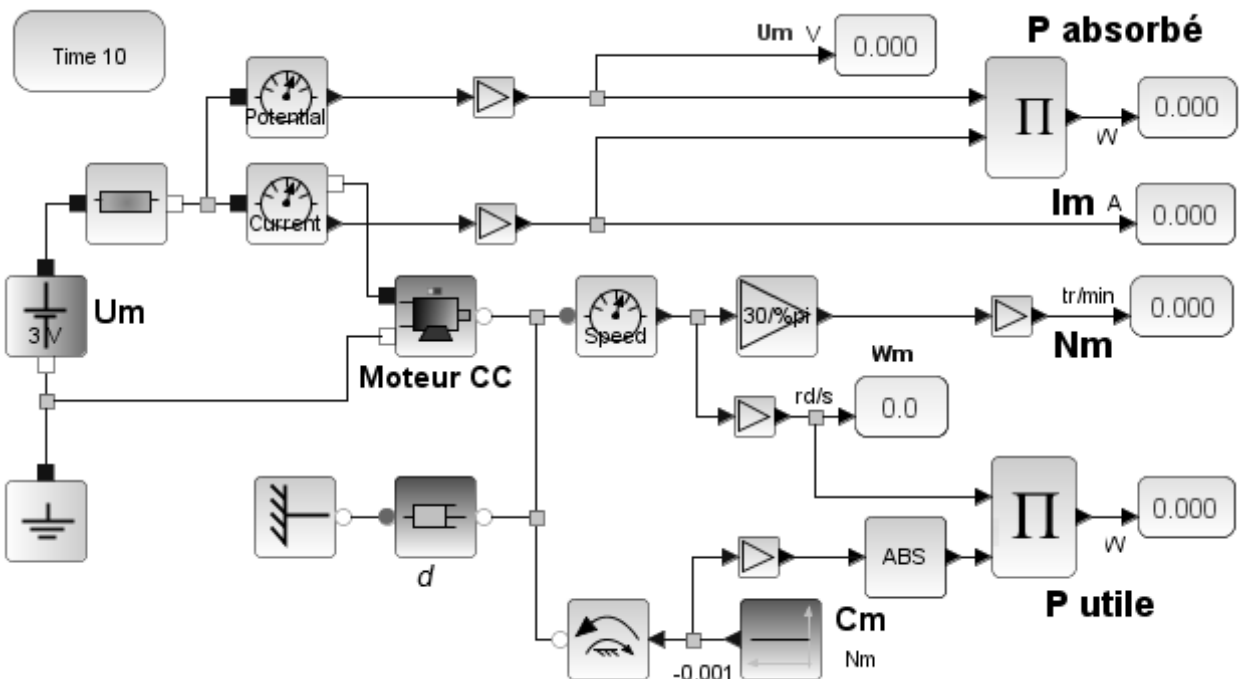 Time 10
Um V
0.000
P absorbé
Potential
Π
0.000
W
Current
Im A
0.000
3 V
Um
Moteur CC
Speed
30/%pi
tr/min
0.000
Nm
Wm
rd/s
0.0
Π
0.000
W
d
ABS
P utile
Cm
Nm
-0.001